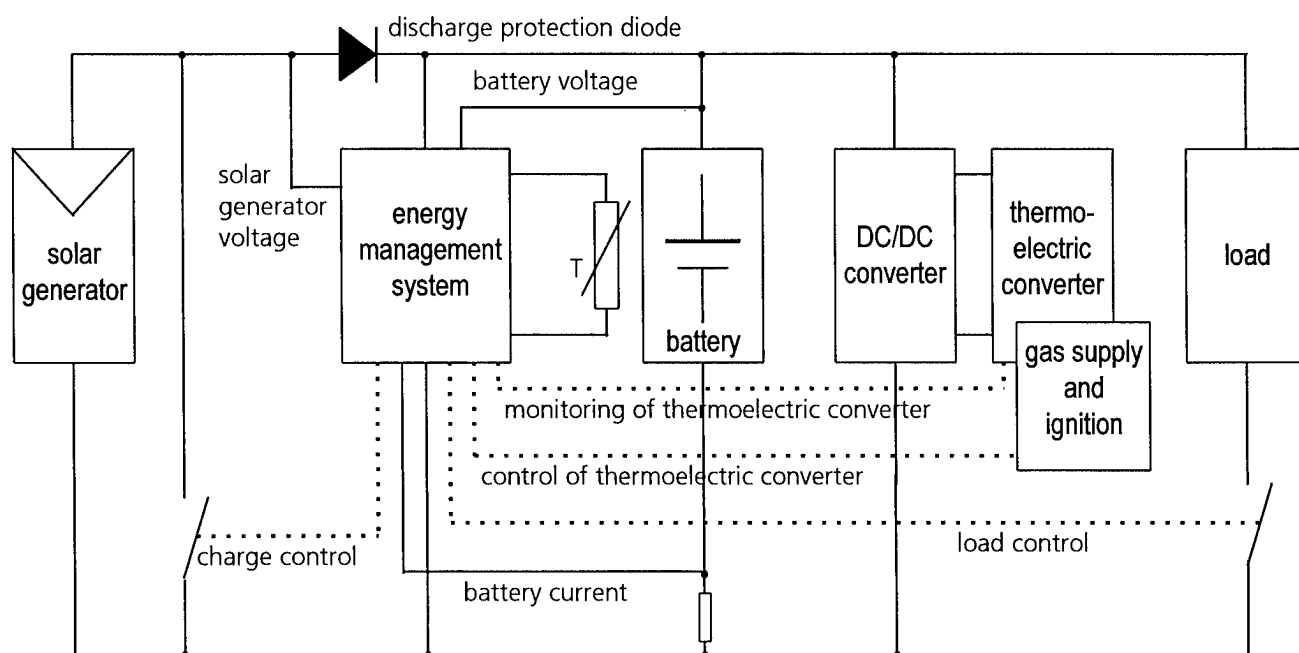 discharge protection diode
battery voltage
solar
generator
voltage
solar
generator
energy
management
system
T
battery
DC/DC
converter
thermo-
electric
converter
gas supply
and
ignition
load
monitoring of thermoelectric converter
control of thermoelectric converter
charge control
load control
battery current